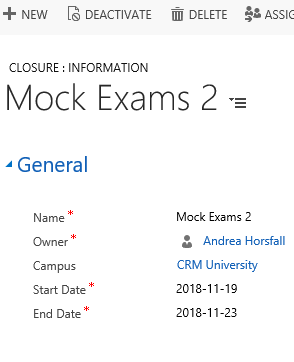 NEW DEACTIVATE DELETE ASSIG
CLOSURE : INFORMATION
Mock Exams 2
General
Name * Mock Exams 2
Owner * Andrea Horsfall
Campus CRM University
Start Date * 2018-11-19
End Date * 2018-11-23